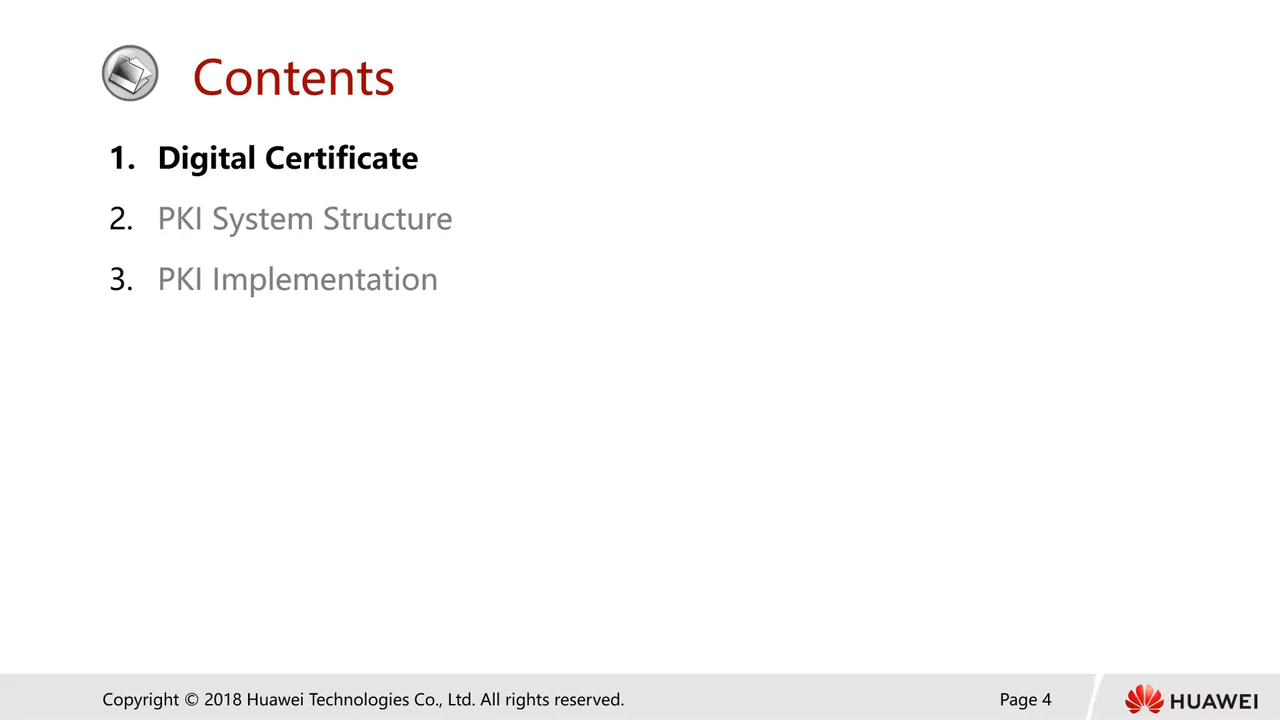 Contents
1. Digital Certificate
2. PKI System Structure
3. PKI Implementation
Copyright © 2018 Huawei Technologies Co., Ltd. All rights reserved.
Page 4
HUAWEI